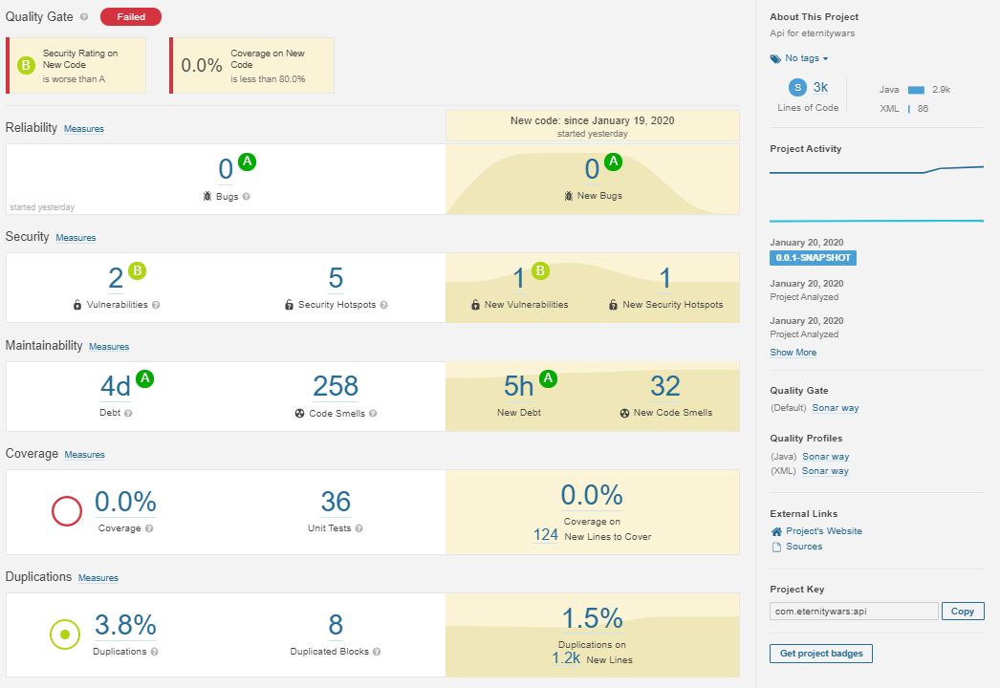 Quality Gate ? Failed
B
Security Rating on
New Code
is worse than A
0.0%
Coverage on New
Code
is less than 80.0%
Reliability Measures
New code: since January 19, 2020
started yesterday
0 A
Bugs ?
started yesterday
0 A
New Bugs
Security Measures
2 B
Vulnerabilities ?
5
Security Hotspots ?
1 B
New Vulnerabilities
1
New Security Hotspots
Maintainability Measures
4d A
Debt ?
258
Code Smells ?
5h A
New Debt
32
New Code Smells
Coverage Measures
0.0%
Coverage ?
36
Unit Tests ?
0.0%
Coverage on
124 New Lines to Cover
Duplications Measures
3.8%
Duplications ?
8
Duplicated Blocks ?
1.5%
Duplications on
1.2k New Lines
About This Project
Api for eternitywars
No tags
S 3k
Lines of Code
Java 2.9k
XML 86
Project Activity
January 20, 2020
0.0.1-SNAPSHOT
January 20, 2020
Project Analyzed
January 20, 2020
Project Analyzed
Show More
Quality Gate
(Default) Sonar way
Quality Profiles
(Java) Sonar way
(XML) Sonar way
External Links
Project's Website
Sources
Project Key
com.eternitywars:api Copy
Get project badges